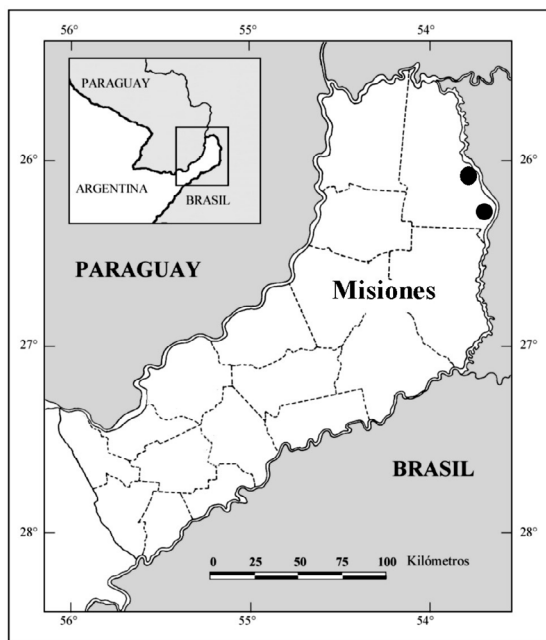 56° 55° 54°
PARAGUAY
ARGENTINA
BRASIL
26° 26°
PARAGUAY
Misiones
27° 27°
BRASIL
28° 28°
0 25 50 75 100 Kilómetros
56° 55° 54°